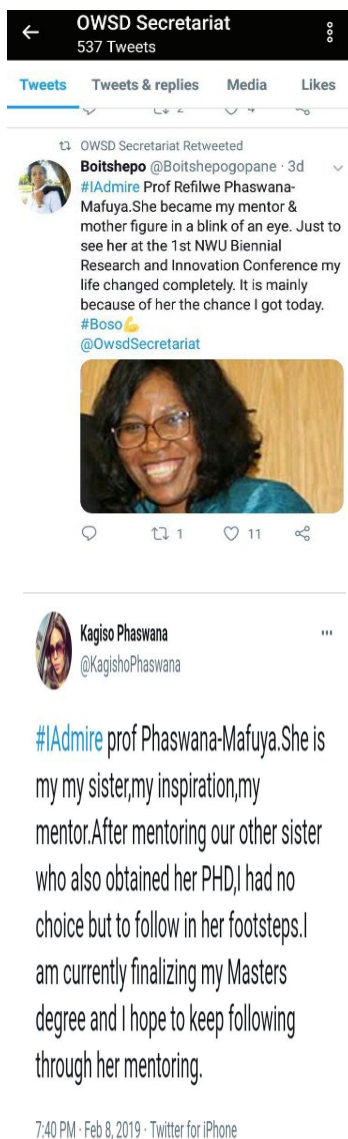 OWSD Secretariat
537 Tweets
Tweets Tweets & replies Media Likes
OWSD Secretariat Retweeted
Boitshepo @Boitshepogopane · 3d
#IAdmire Prof Refilwe Phaswana-
Mafuya.She became my mentor &
mother figure in a blink of an eye. Just to
see her at the 1st NWU Biennial
Research and Innovation Conference my
life changed completely. It is mainly
because of her the chance I got today.
#Boso💪
@OwsdSecretariat
1 11
Kagiso Phaswana
@KagishoPhaswana
#IAdmire prof Phaswana-Mafuya.She is
my my sister,my inspiration,my
mentor.After mentoring our other sister
who also obtained her PHD,I had no
choice but to follow in her footsteps.I
am currently finalizing my Masters
degree and I hope to keep following
through her mentoring.
7:40 PM · Feb 8, 2019 · Twitter for iPhone